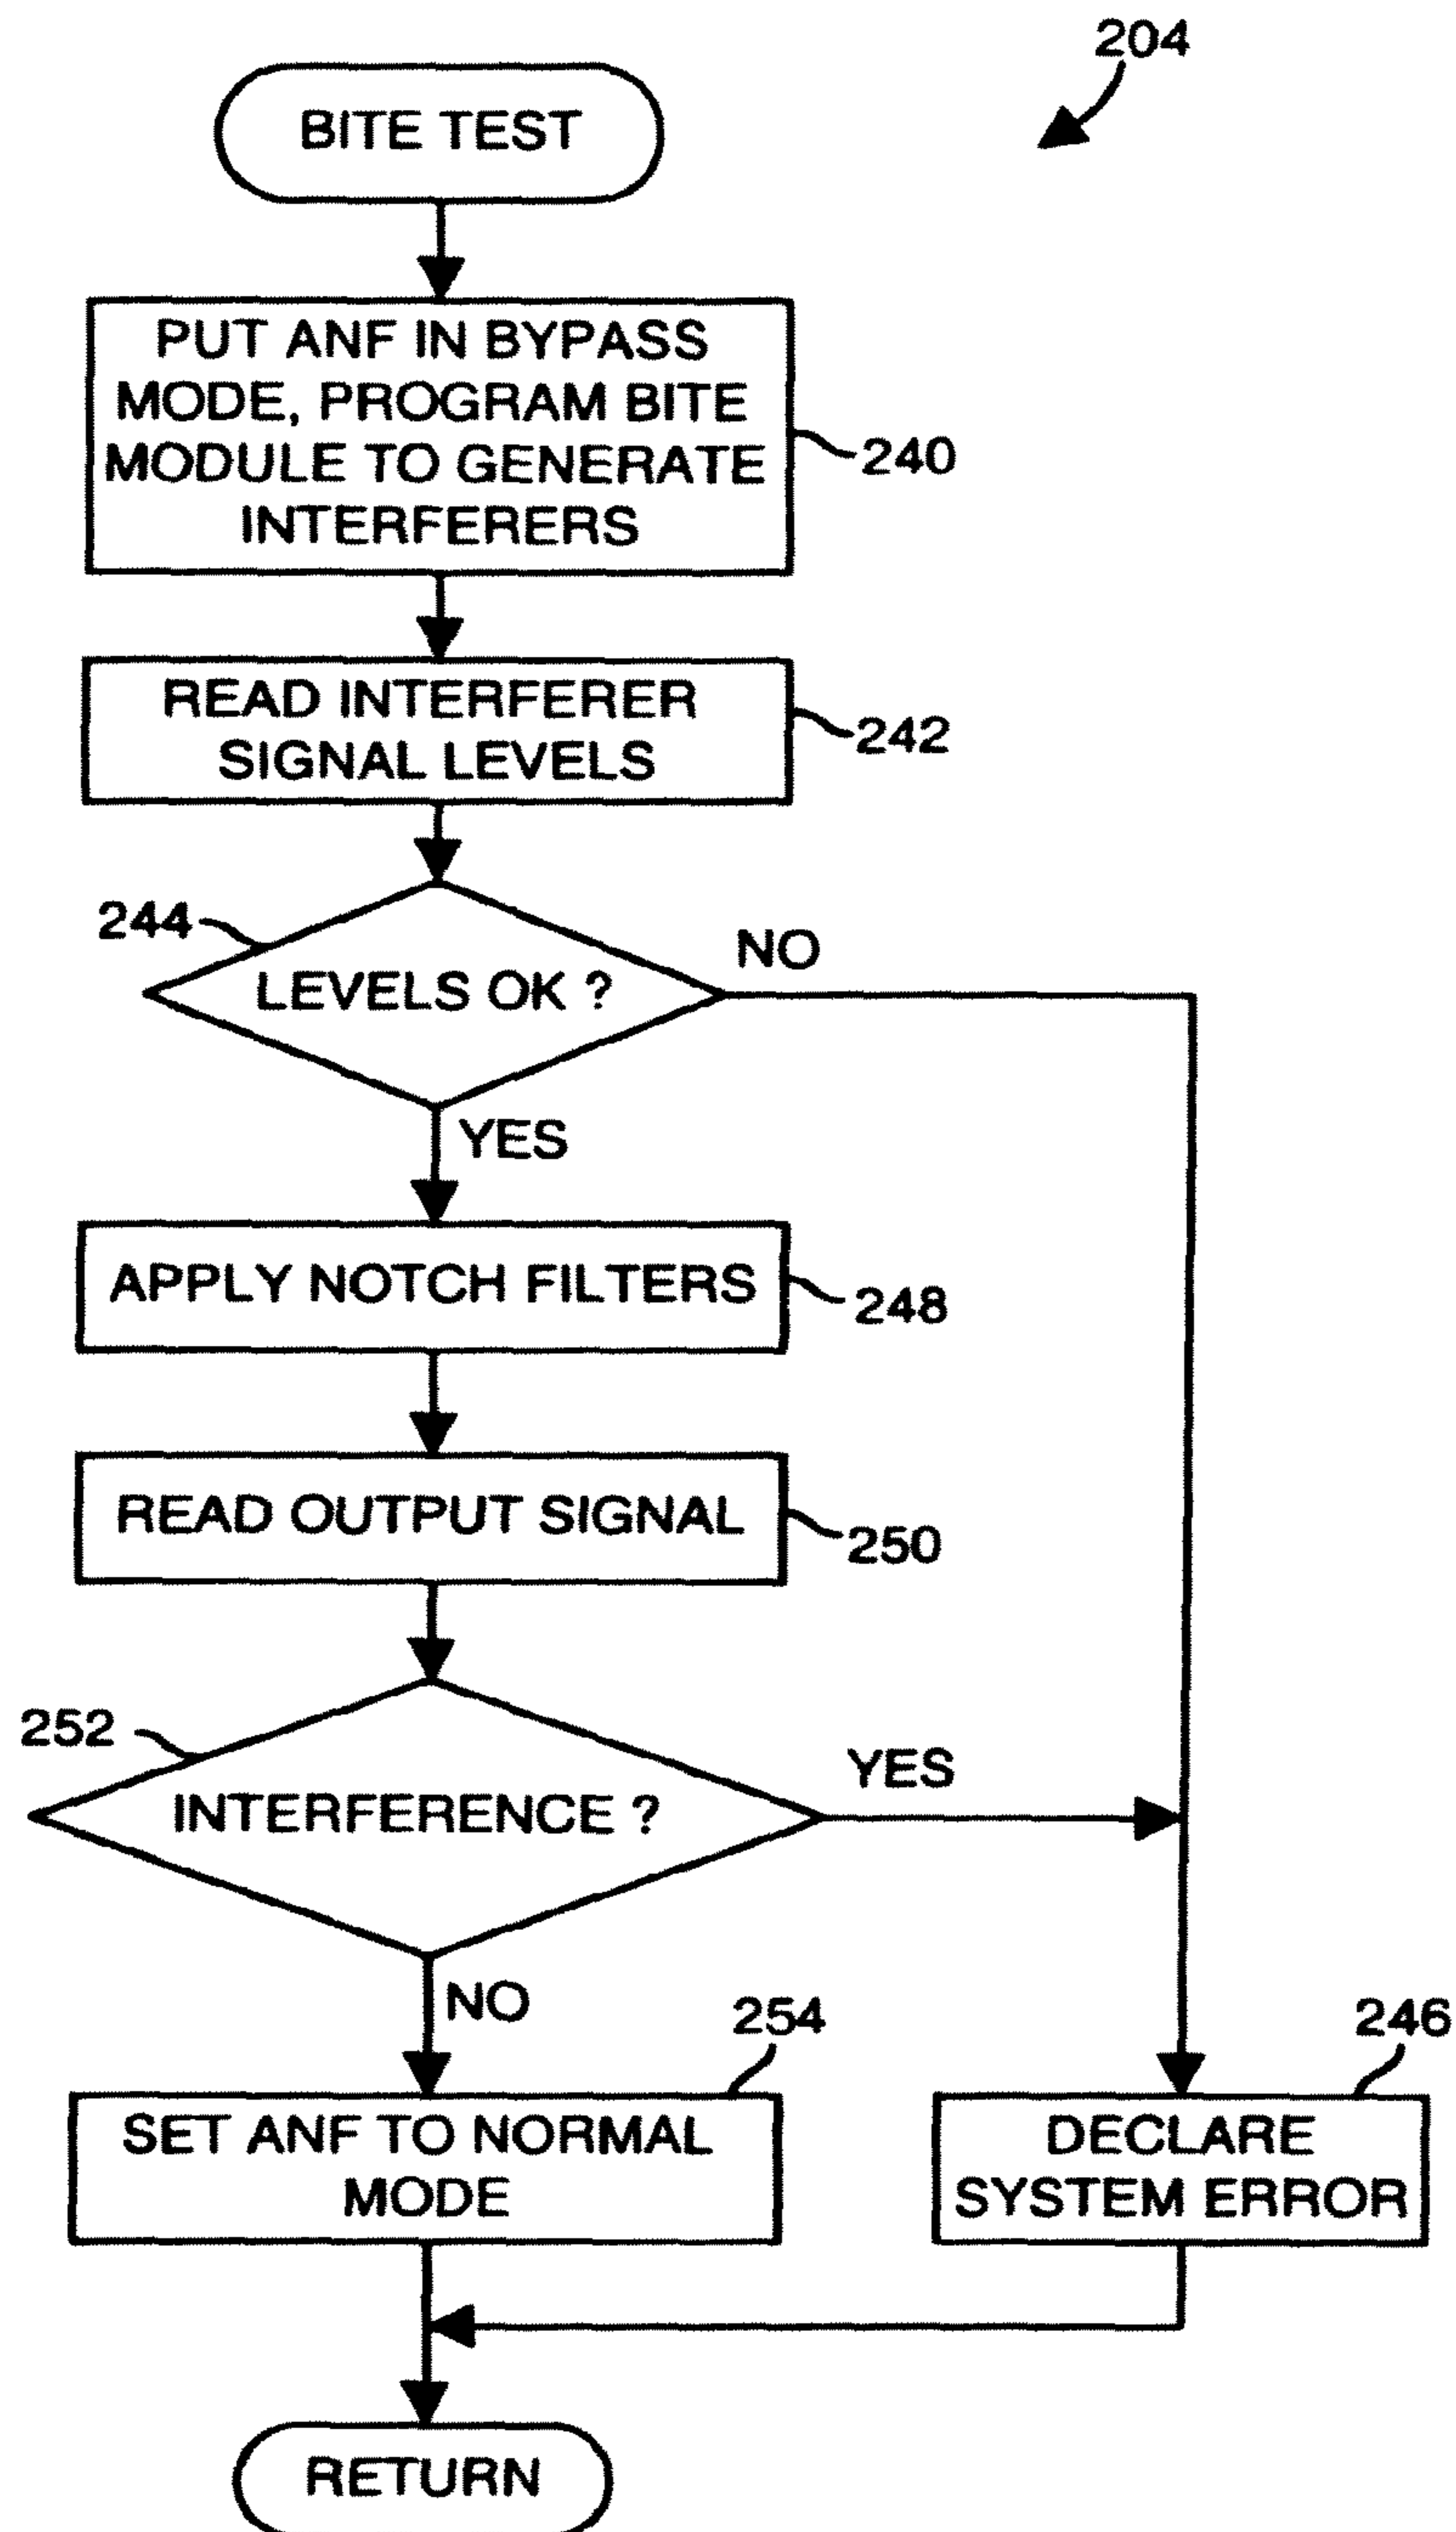 204
BITE TEST
PUT ANF IN BYPASS
MODE, PROGRAM BITE
MODULE TO GENERATE
INTERFERERS
240
READ INTERFERER
SIGNAL LEVELS
242
244
LEVELS OK ?
NO
YES
APPLY NOTCH FILTERS
248
READ OUTPUT SIGNAL
250
252
INTERFERENCE ?
YES
NO
254
246
SET ANF TO NORMAL
MODE
DECLARE
SYSTEM ERROR
RETURN